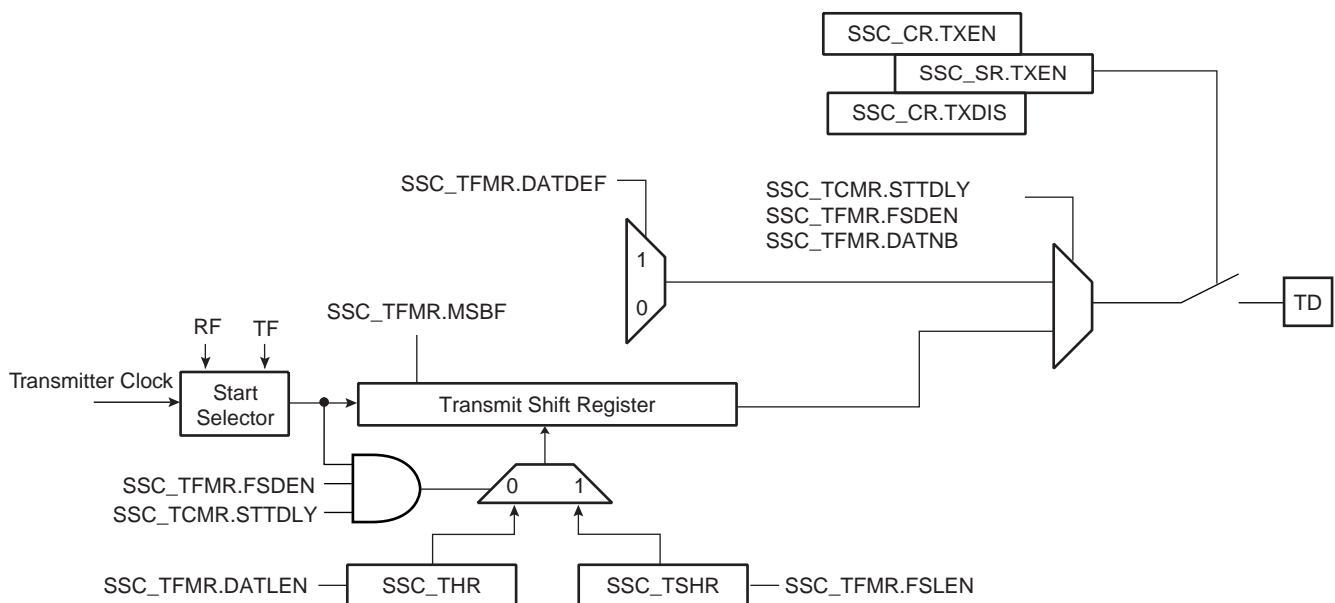 SSC_CR.TXEN
SSC_SR.TXEN
SSC_CR.TXDIS
SSC_TFMR.DATDEF
SSC_TCMR.STTDLY
SSC_TFMR.FSDEN
SSC_TFMR.DATNB
1
0
TD
SSC_TFMR.MSBF
RF
TF
Transmitter Clock
Start
Selector
Transmit Shift Register
SSC_TFMR.FSDEN
SSC_TCMR.STTDLY
0
1
SSC_TFMR.DATLEN
SSC_THR
SSC_TSHR
SSC_TFMR.FSLEN